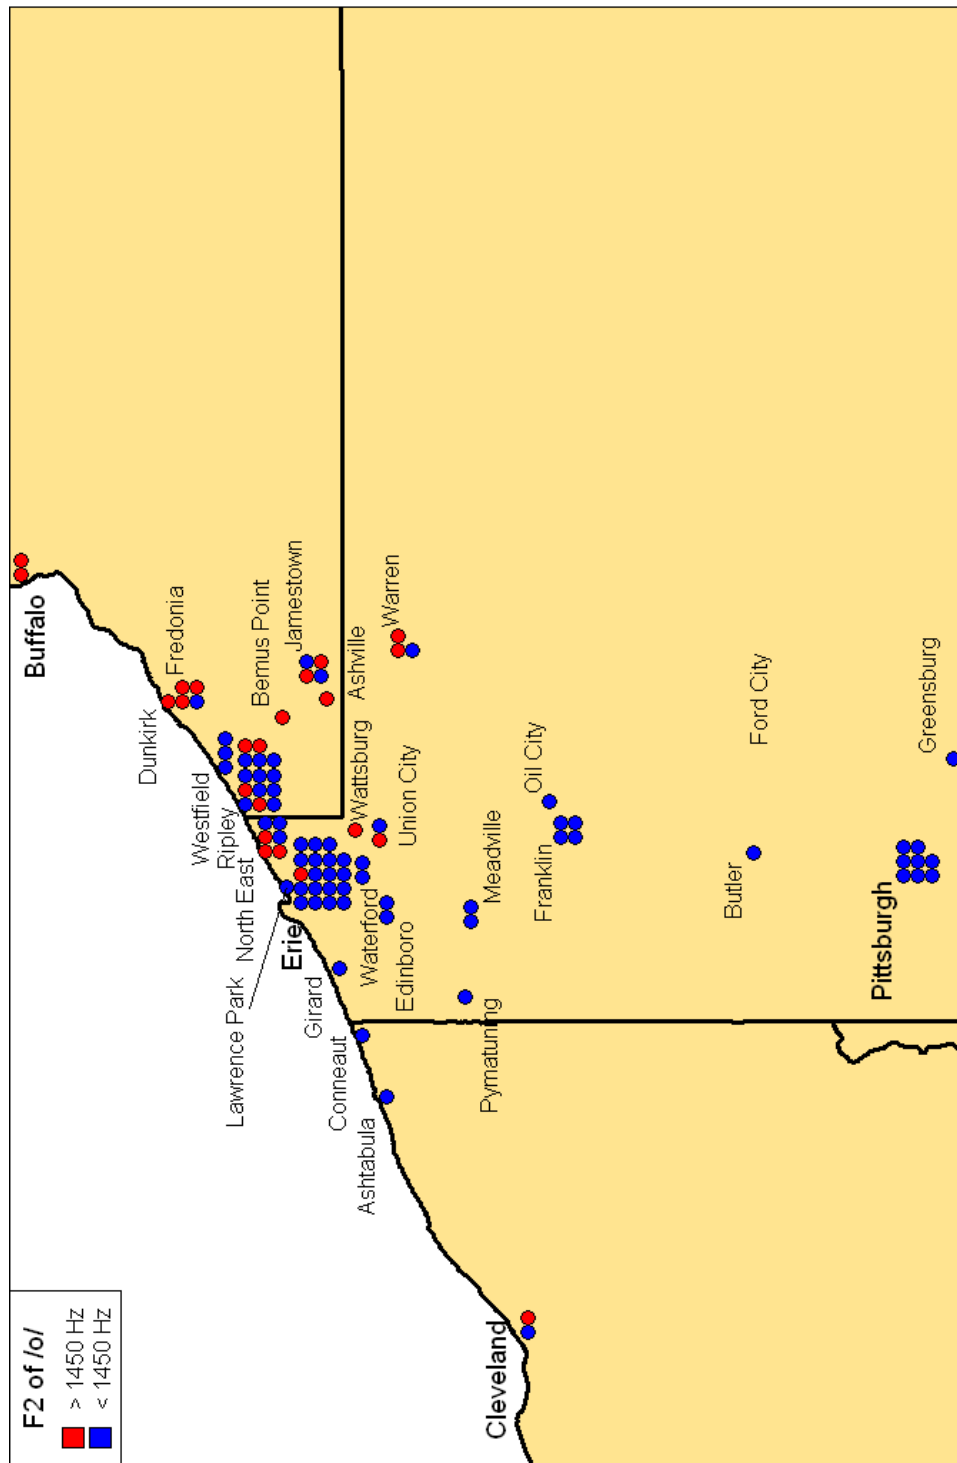 F2 of /o/
> 1450 Hz
< 1450 Hz
Buffalo
Dunkirk
Fredonia
Westfield
Ripley
Bemus Point
Jamestown
North East
Lawrence Park
Erie
Wattsburg
Ashville
Warren
Girard
Waterford
Union City
Conneaut
Edinboro
Ashtabula
Pymatuning
Meadville
Cleveland
Franklin
Oil City
Butler
Ford City
Pittsburgh
Greensburg